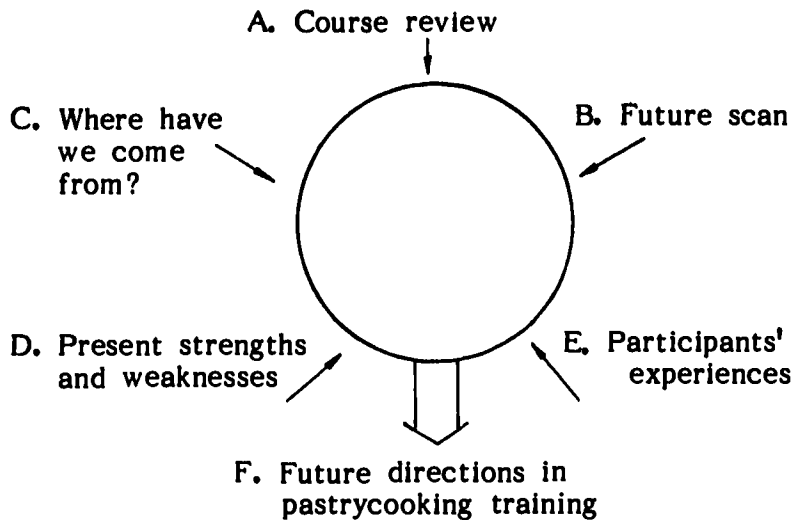 A. Course review
B. Future scan
C. Where have
we come
from?
D. Present strengths
and weaknesses
E. Participants'
experiences
F. Future directions in
pastrycooking training